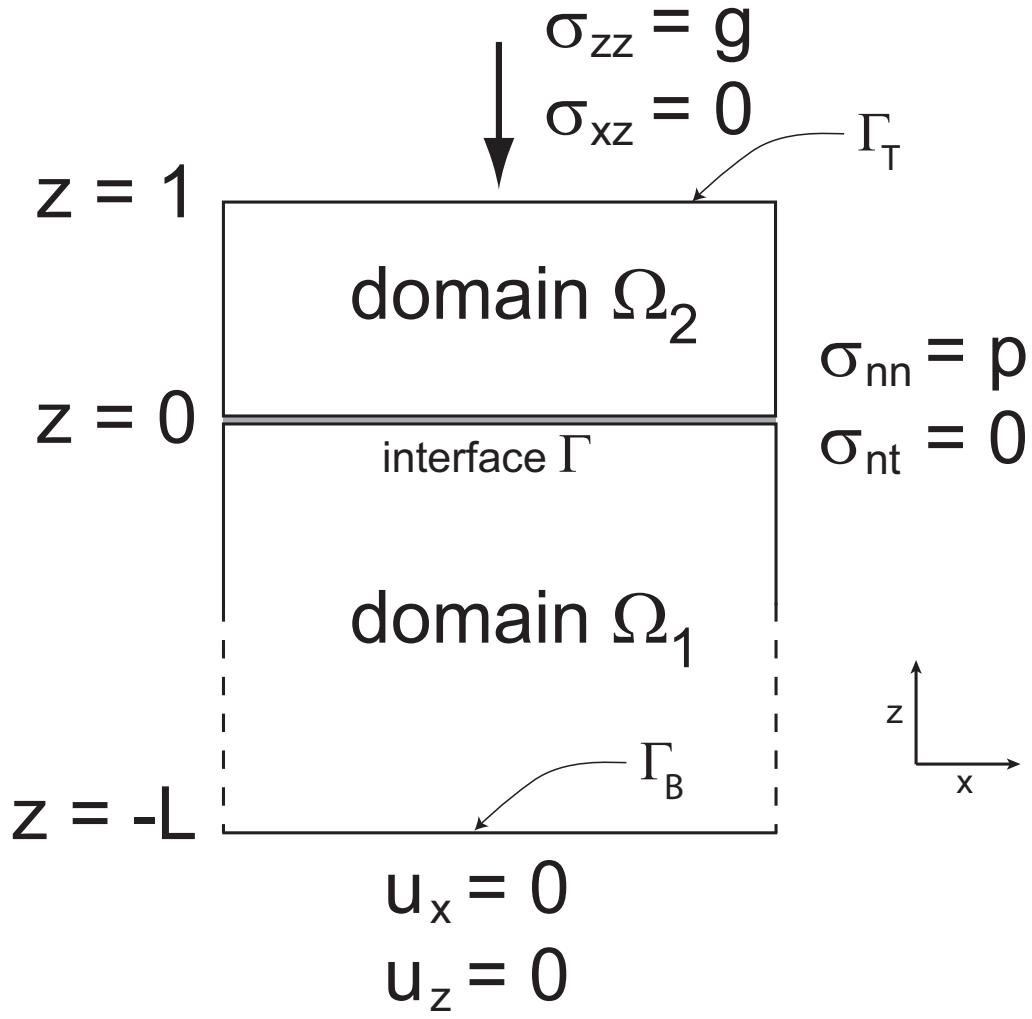 σzz = g
σxz = 0
ΓT
z = 1
domain Ω2
σnn = p
z = 0
σnt = 0
interface Γ
domain Ω1
z
x
ΓB
z = -L
ux = 0
uz = 0